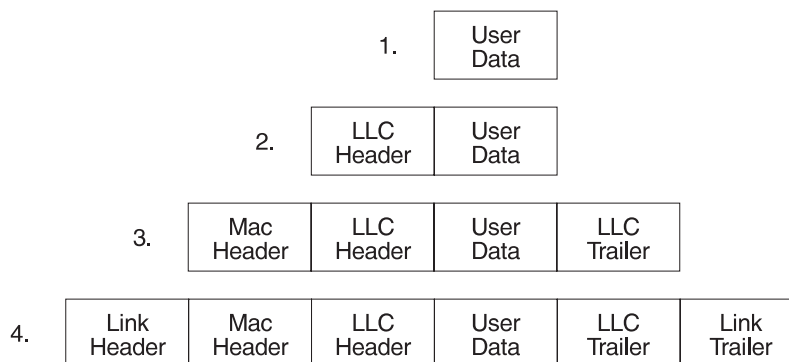 1. User Data
2. LLC Header User Data
3. Mac Header LLC Header User Data LLC Trailer
4. Link Header Mac Header LLC Header User Data LLC Trailer Link Trailer